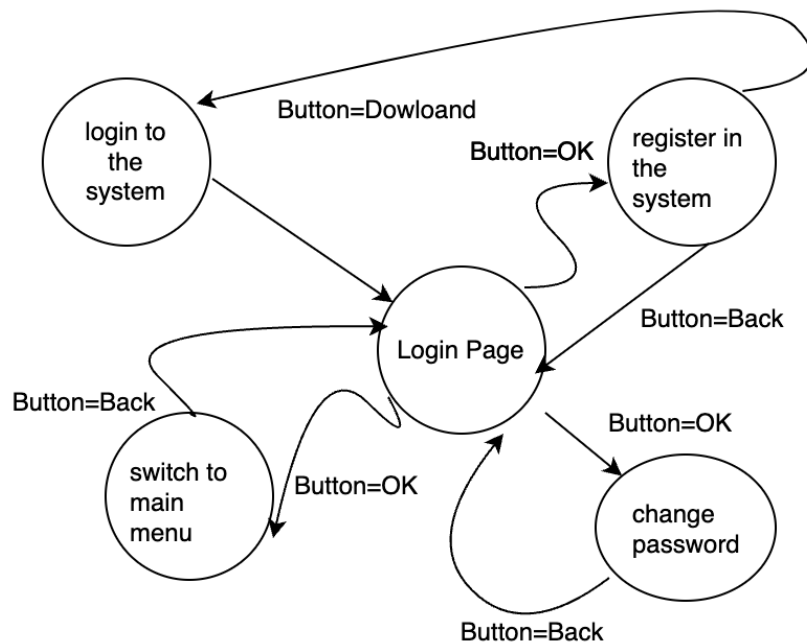 Button=Dowloand
login to
the
system
Button=OK
register in
the
system
Button=Back
Login Page
Button=Back
Button=OK
switch to
main
menu
Button=OK
change
password
Button=Back